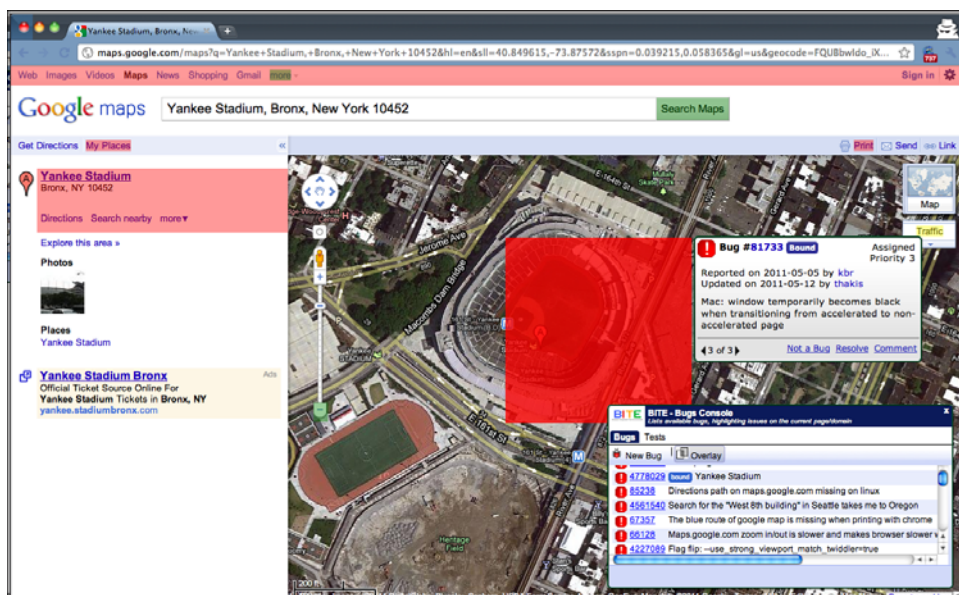 Yankee Stadium, Bronx, Nev
maps.google.com/maps?q=Yankee+Stadium,+Bronx,+New+York+10452&hl=en&sll=40.849615,-73.87572&sspn=0.039215,0.058365&gl=us&geocode=FQUBbwIdo_iX...
Web Images Videos Maps News Shopping Gmail more
Sign in
Google maps
Yankee Stadium, Bronx, New York 10452
Search Maps
Get Directions My Places
Print Send Link
A
Yankee Stadium
Bronx, NY 10452
Directions Search nearby more▼
Explore this area »
Photos
Places
Yankee Stadium
Yankee Stadium Bronx
Ads
Official Ticket Source Online For
Yankee Stadium Tickets in Bronx, NY
yankee.stadiumbronx.com
E 164th St
Mullaly
Skate Park
Gerard Ave
Jerome Ave
Macombs Dam Bridge
E 161st St
Heritage
Field
200 ft
Map
Traffic
Bug #81733 Bound
Assigned
Priority 3
Reported on 2011-05-05 by kbr
Updated on 2011-05-12 by thakis
Mac: window temporarily becomes black
when transitioning from accelerated to non-
accelerated page
3 of 3
Not a Bug Resolve Comment
BITE BITE - Bugs Console
x
Lists available bugs, highlighting issues on the current page/domain
Bugs Tests
New Bug Overlay
4778029 bound Yankee Stadium
85238 Directions path on maps.google.com missing on linux
4561540 Search for the "West 8th building" in Seattle takes me to Oregon
67357 The blue route of google map is missing when printing with chrome
66126 Maps.google.com zoom in/out is slower and makes browser slower
4227089 Flag flip: --use_strong_viewport_match_twiddler=true